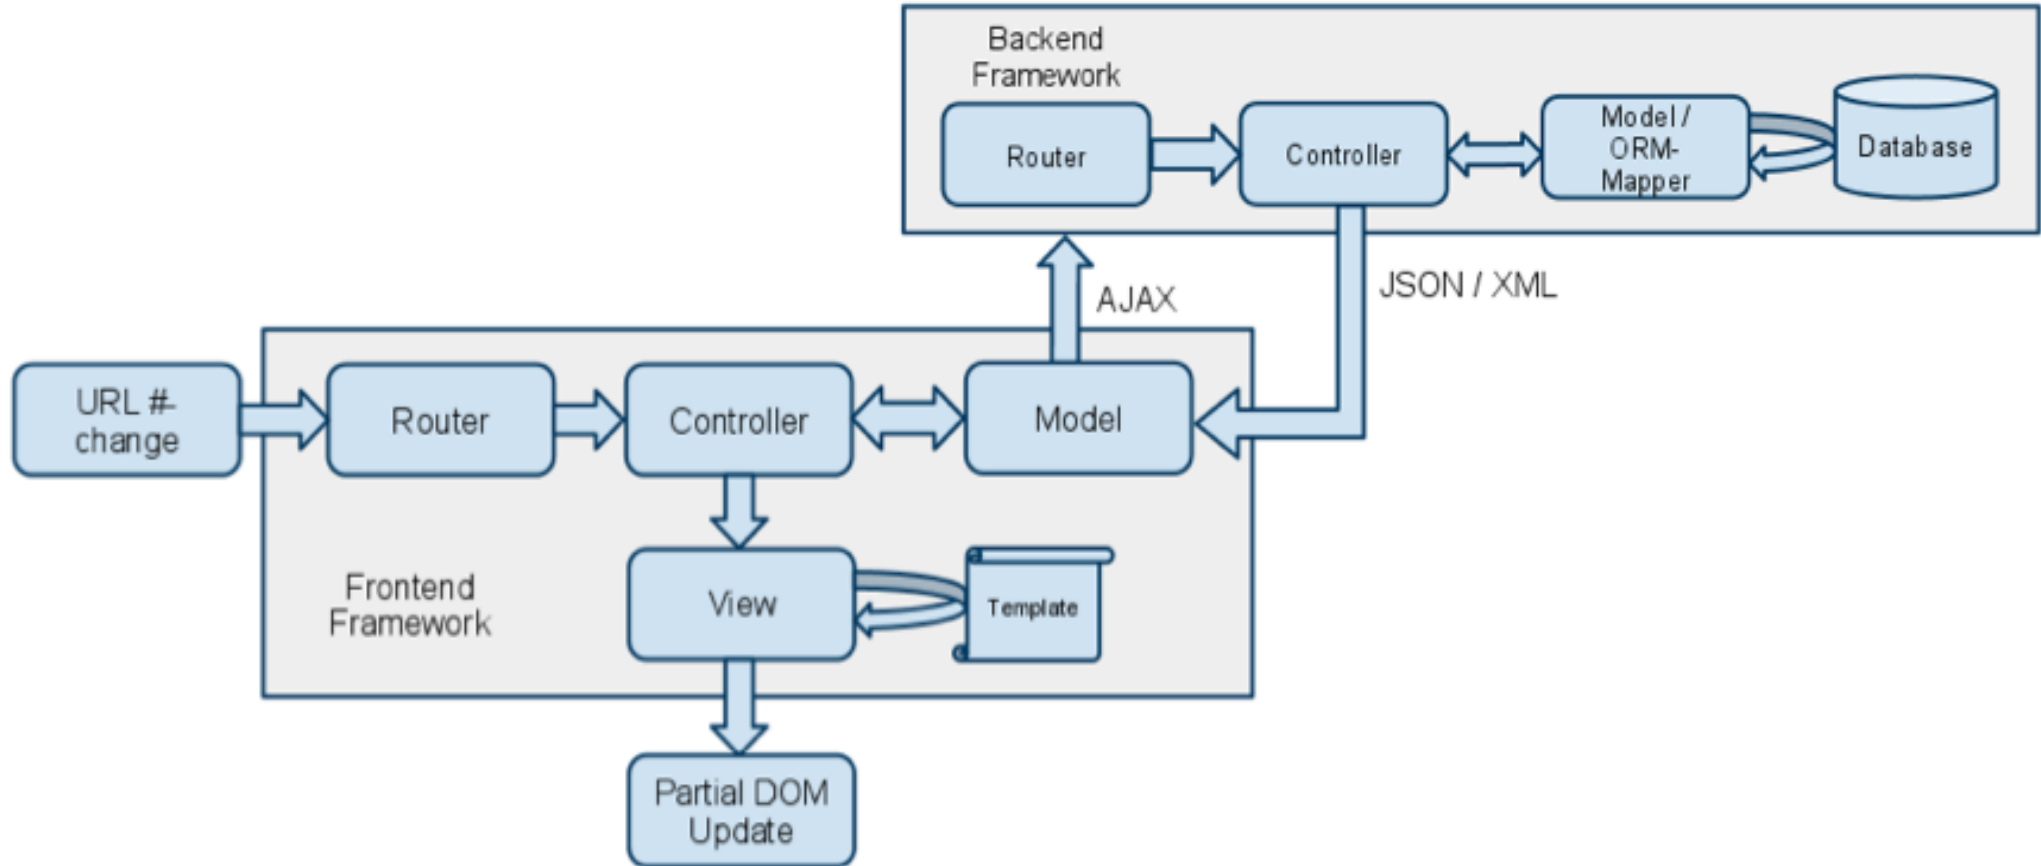 Backend
Framework
Router
Controller
Model /
ORM-
Mapper
Database
AJAX
JSON / XML
URL #-
change
Router
Controller
Model
Frontend
Framework
View
Template
Partial DOM
Update